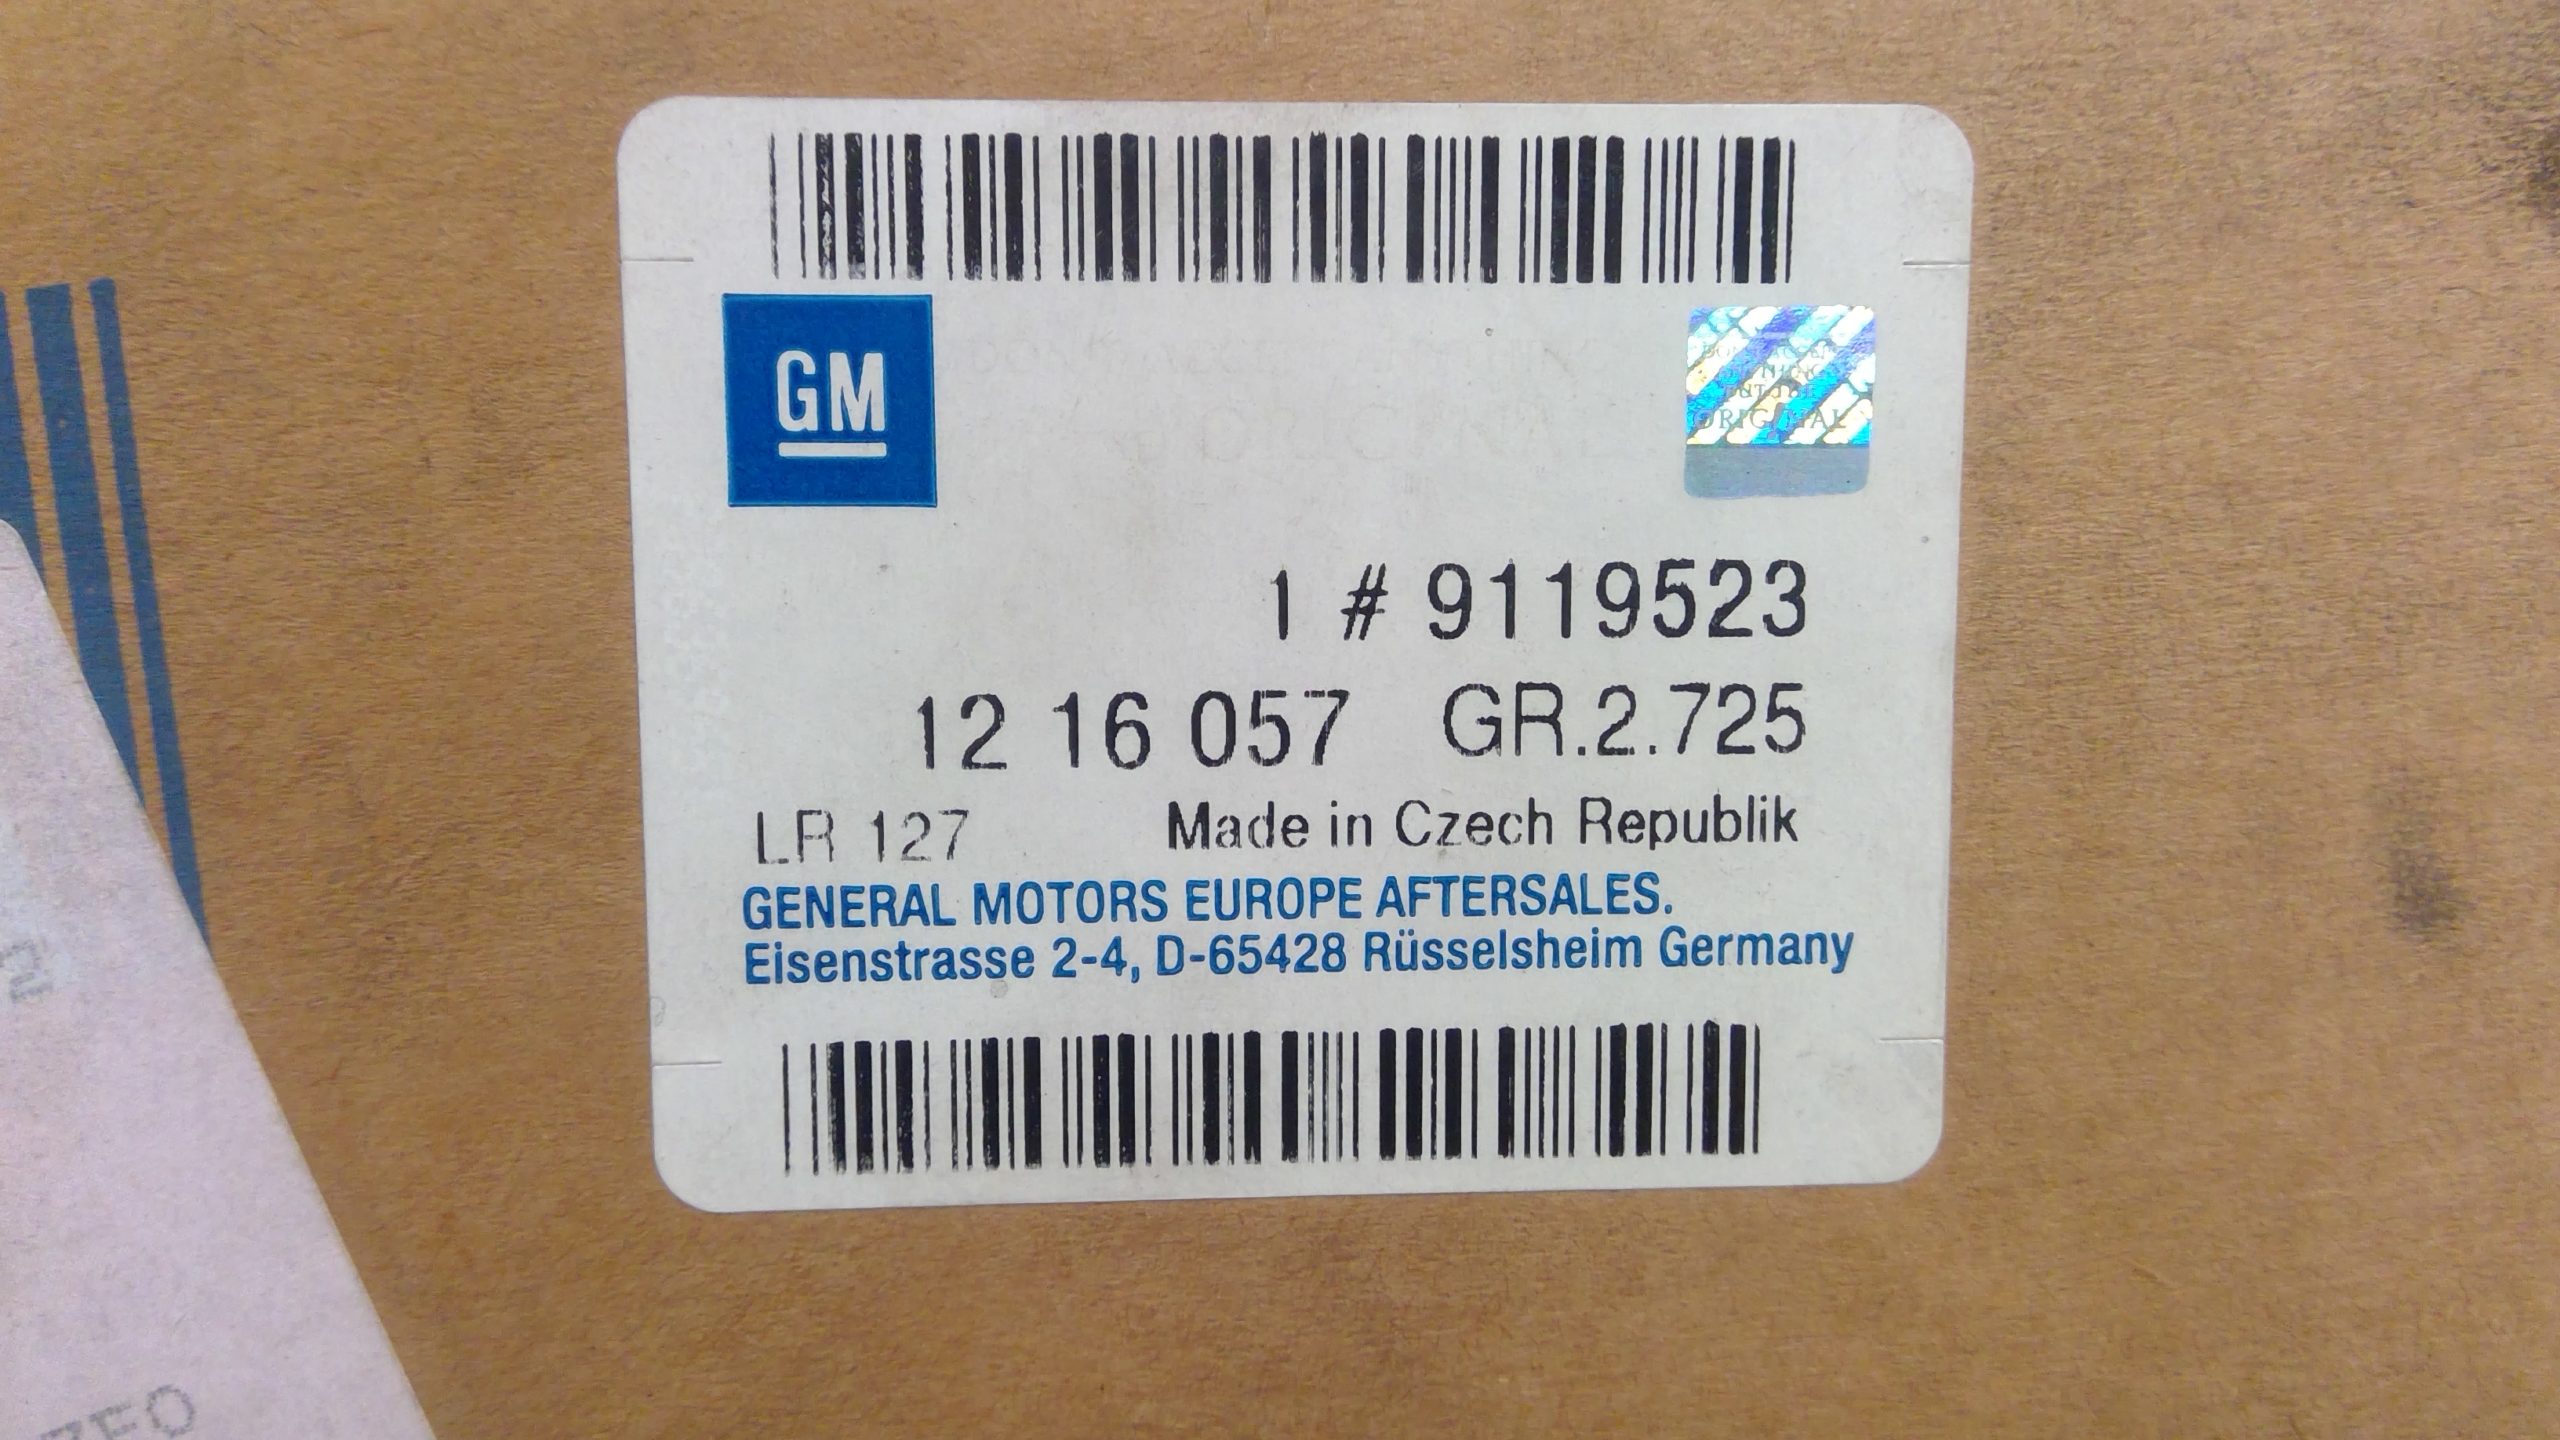 GM
ORIGINAL
1 # 9119523
12 16 057 GR.2.725
LR 127 Made in Czech Republik
GENERAL MOTORS EUROPE AFTERSALES.
Eisenstrasse 2-4, D-65428 Rüsselsheim Germany